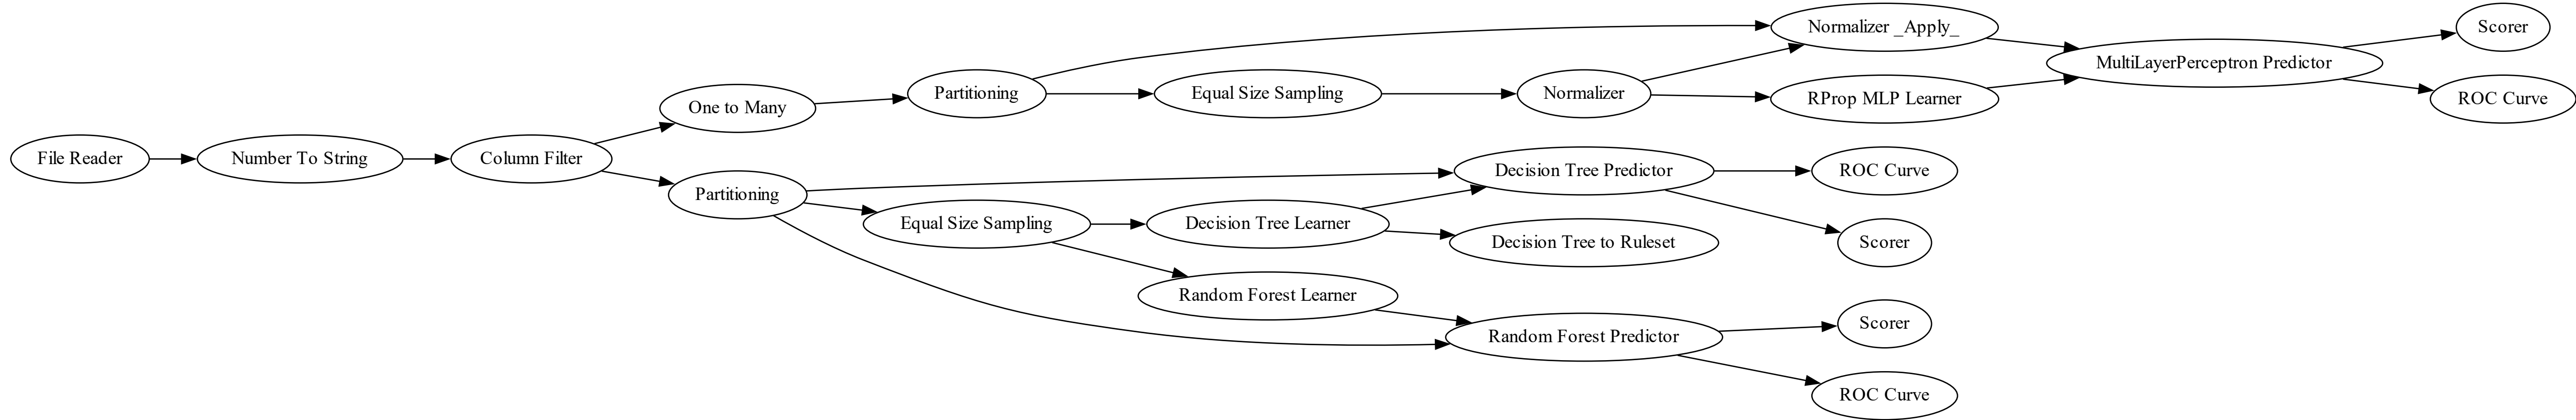 File Reader
Number To String
Column Filter
One to Many
Partitioning
Equal Size Sampling
Normalizer
Normalizer _Apply_
RProp MLP Learner
MultiLayerPerceptron Predictor
Scorer
ROC Curve
Partitioning
Equal Size Sampling
Decision Tree Learner
Decision Tree Predictor
Decision Tree to Ruleset
ROC Curve
Scorer
Random Forest Learner
Random Forest Predictor
Scorer
ROC Curve